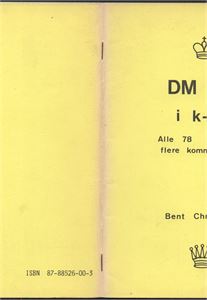 DM
i k-
Alle 78
flere komm
Bent Chr
ISBN 87-88526-00-3